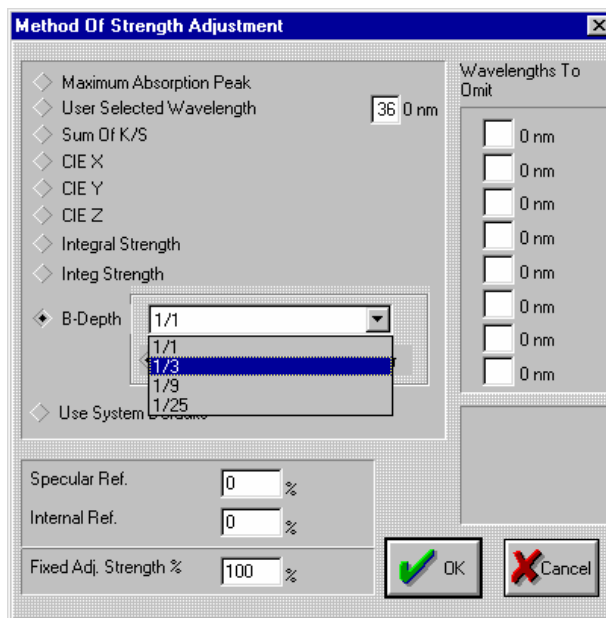 Method Of Strength Adjustment
Maximum Absorption Peak
User Selected Wavelength 36 0 nm
Sum Of K/S
CIE X
CIE Y
CIE Z
Integral Strength
Integ Strength
B-Depth 1/1
1/1
1/3
1/9
1/25
Use System
Wavelengths To
Omit
0 nm
0 nm
0 nm
0 nm
0 nm
0 nm
0 nm
0 nm
Specular Ref. 0 %
Internal Ref. 0 %
Fixed Adj. Strength % 100 %
OK
Cancel